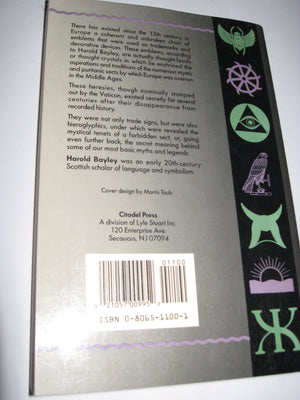 There has existed since the 13th century in
Europe a coherent and unbroken chain of
emblems that were used as trademarks and
decorative devices. These emblems, according
to Harold Bayley, are actually thought-fossils
or thought-crystals in which lie enshrined the
aspirations and traditions of the numerous mystic
and puritanic sects by which Europe was overrun
in the Middle Ages.
These heresies, though nominally stamped
out by the Vatican, existed secretly for several
centuries after their disappearance from
recorded history.
They were not only trade signs, but were also
hieroglyphics, under which were revealed the
mystical tenets of a forbidden sect, or, going
even further back, the secret meaning behind
some of our most basic myths and legends.
Harold Bayley was an early 20th-century
Scottish scholar of language and symbolism.
Cover design by Morris Taub
Citadel Press
A division of Lyle Stuart Inc.
120 Enterprise Ave.
Secaucus, NJ 07094
01100
ISBN 0-8065-1100-1